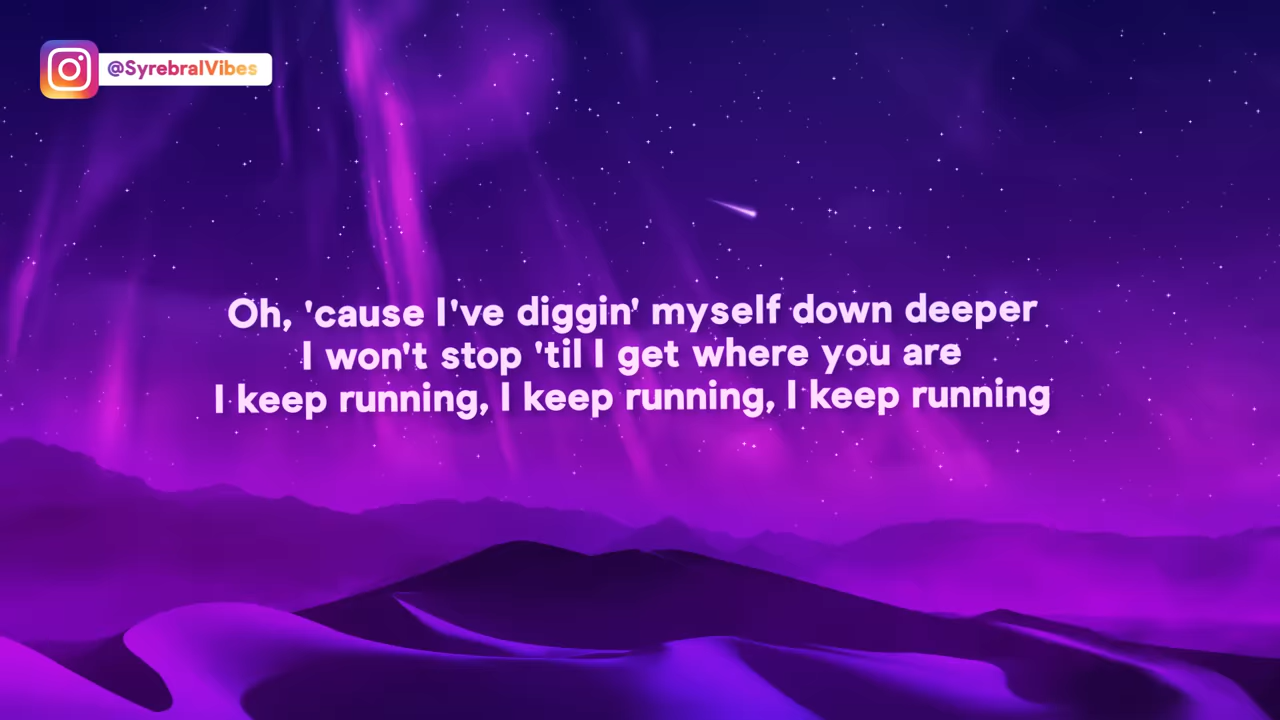 @SyrebralVibes
Oh, 'cause I've diggin' myself down deeper
I won't stop 'til I get where you are
I keep running, I keep running, I keep running